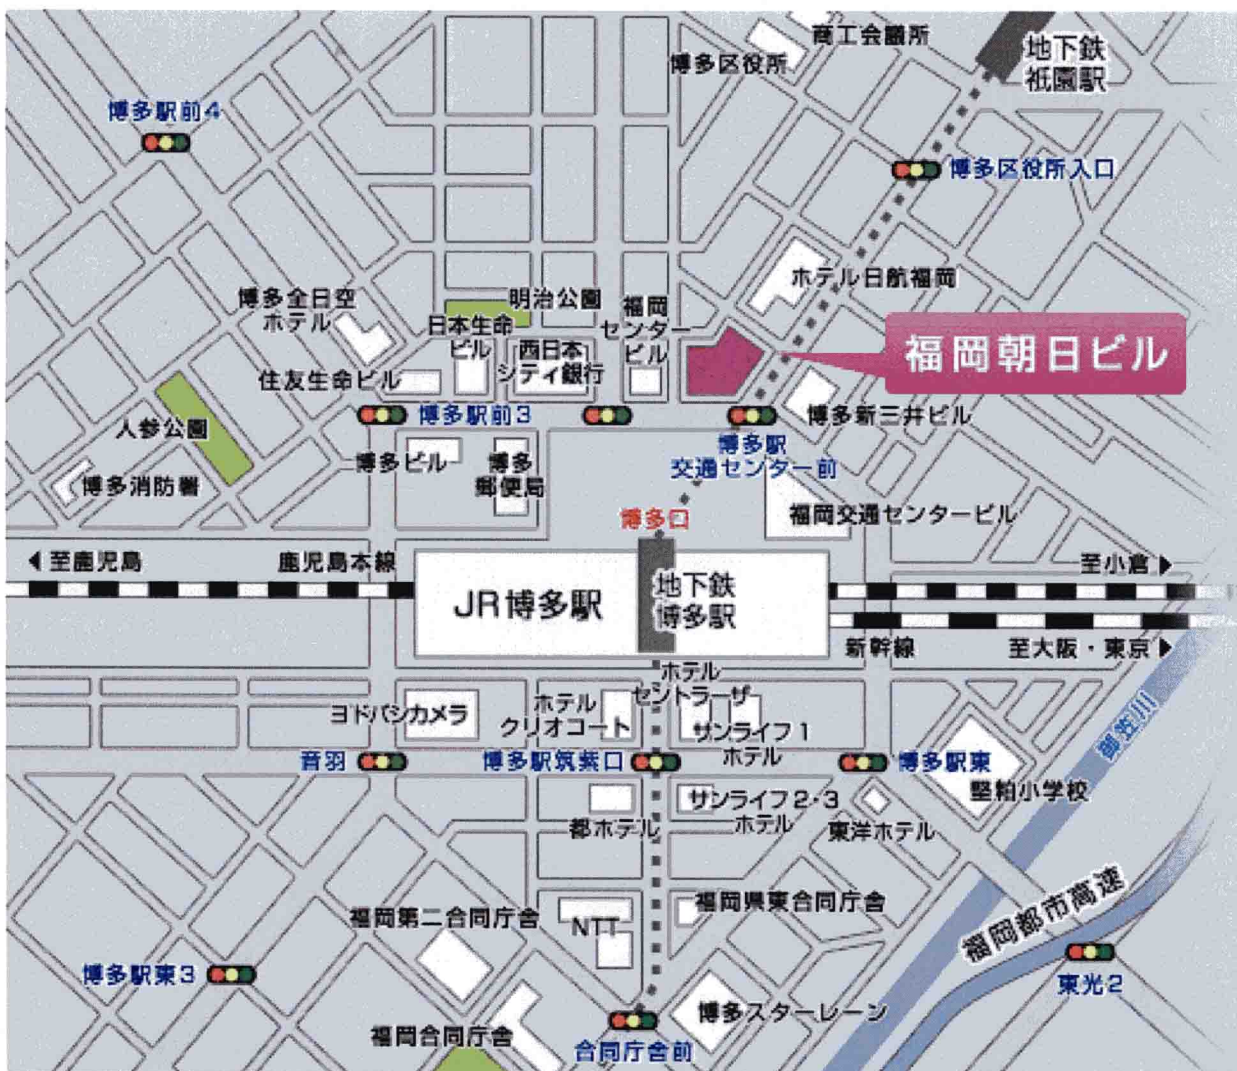 商工会議所
地下鉄
祇園駅
博多区役所
博多駅前4
博多区役所入口
ホテル日航福岡
博多全日空
ホテル
明治公園
日本生命
ビル
福岡
センター
ビル
西日本
シティ銀行
福岡朝日ビル
住友生命ビル
博多駅前3
博多新三井ビル
人参公園
博多駅
交通センター前
博多ビル
博多
郵便局
博多消防署
博多口
福岡交通センタービル
至鹿児島
鹿児島本線
至小倉
JR博多駅
地下鉄
博多駅
新幹線
至大阪・東京
ホテル
セントラーザ
ヨドバシカメラ
ホテル
クリオコート
サンライフ1
ホテル
御笠川
音羽
博多駅筑紫口
博多駅東
堅粕小学校
都ホテル
サンライフ2・3
ホテル
東洋ホテル
福岡第二合同庁舎
NTT
福岡県東合同庁舎
福岡都市高速
博多駅東3
東光2
博多スターレーン
福岡合同庁舎
合同庁舎前